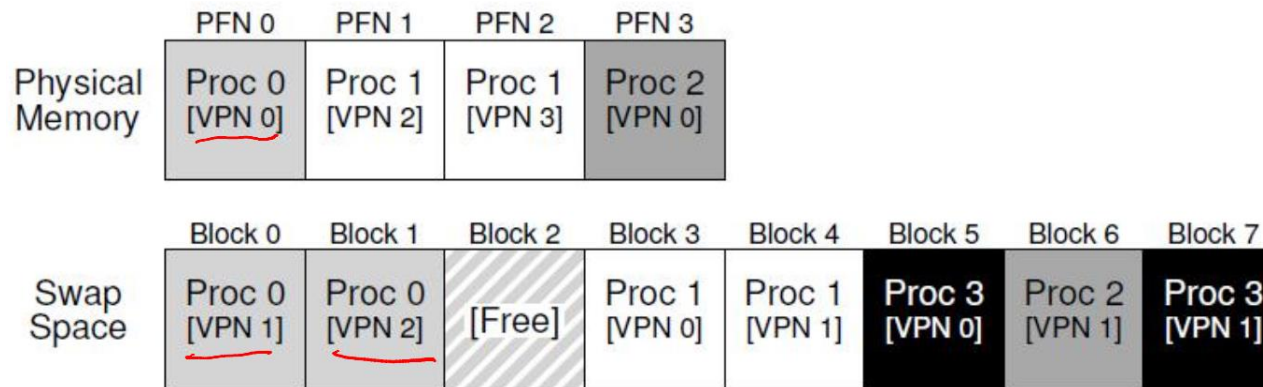 PFN 0 PFN 1 PFN 2 PFN 3
Physical Memory
Proc 0 [VPN 0]
Proc 1 [VPN 2]
Proc 1 [VPN 3]
Proc 2 [VPN 0]
Block 0 Block 1 Block 2 Block 3 Block 4 Block 5 Block 6 Block 7
Swap Space
Proc 0 [VPN 1]
Proc 0 [VPN 2]
[Free]
Proc 1 [VPN 0]
Proc 1 [VPN 1]
Proc 3 [VPN 0]
Proc 2 [VPN 1]
Proc 3 [VPN 1]